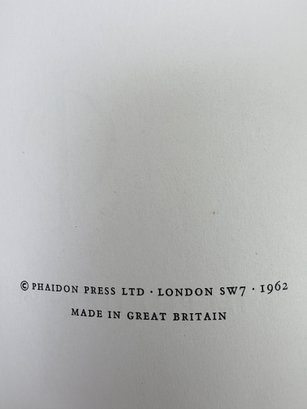 © PHAIDON PRESS LTD · LONDON SW7 · 1962
MADE IN GREAT BRITAIN